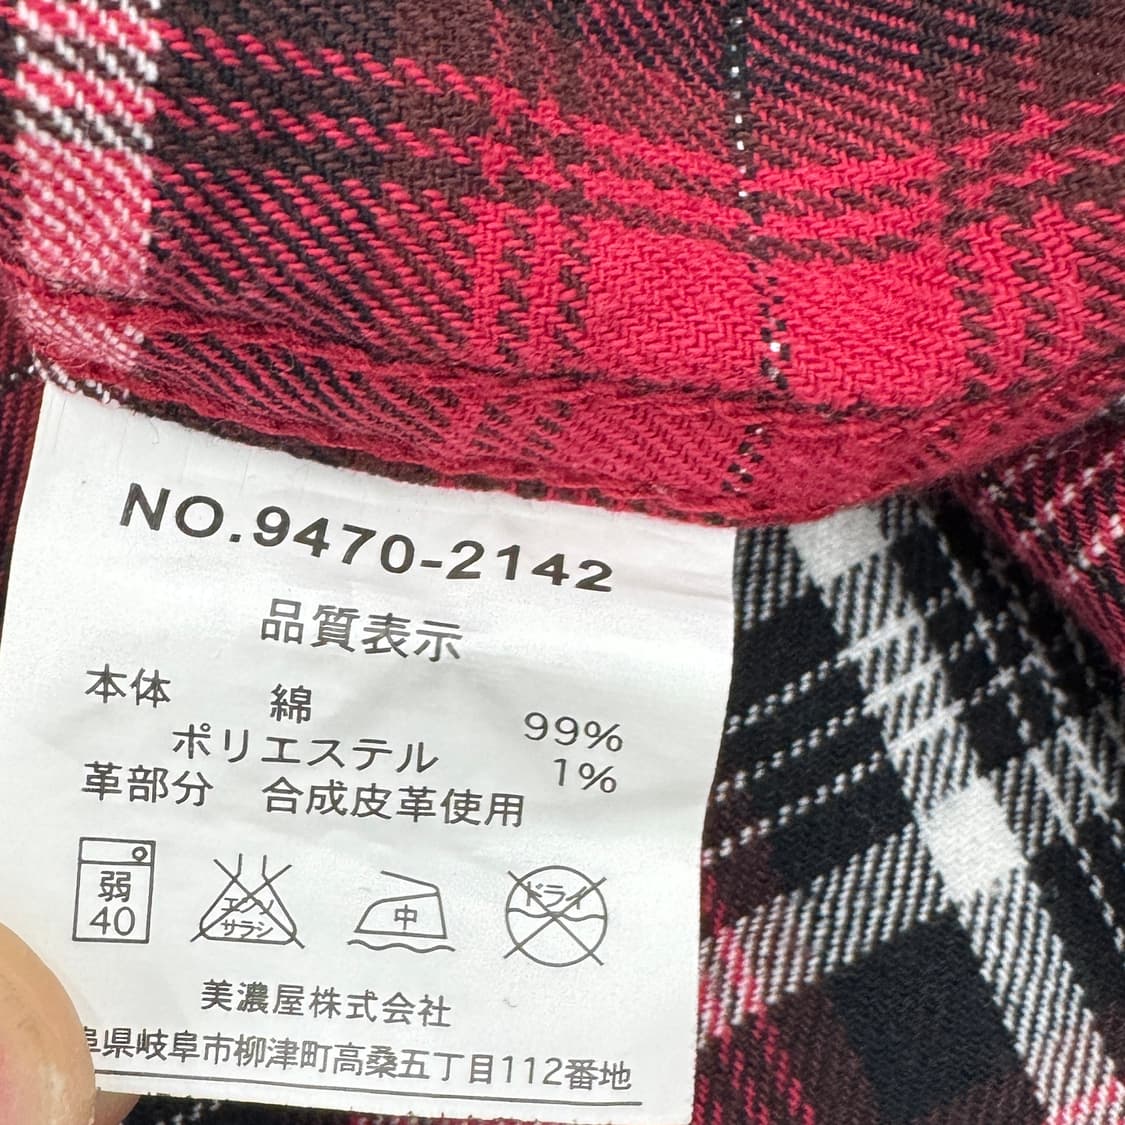 NO.9470-2142
品質表示
本体 綿 99%
ポリエステル 1%
革部分 合成皮革使用
弱
40
エンソ
サラシ
中
ドライ
美濃屋株式会社
阜県岐阜市柳津町高桑五丁目112番地